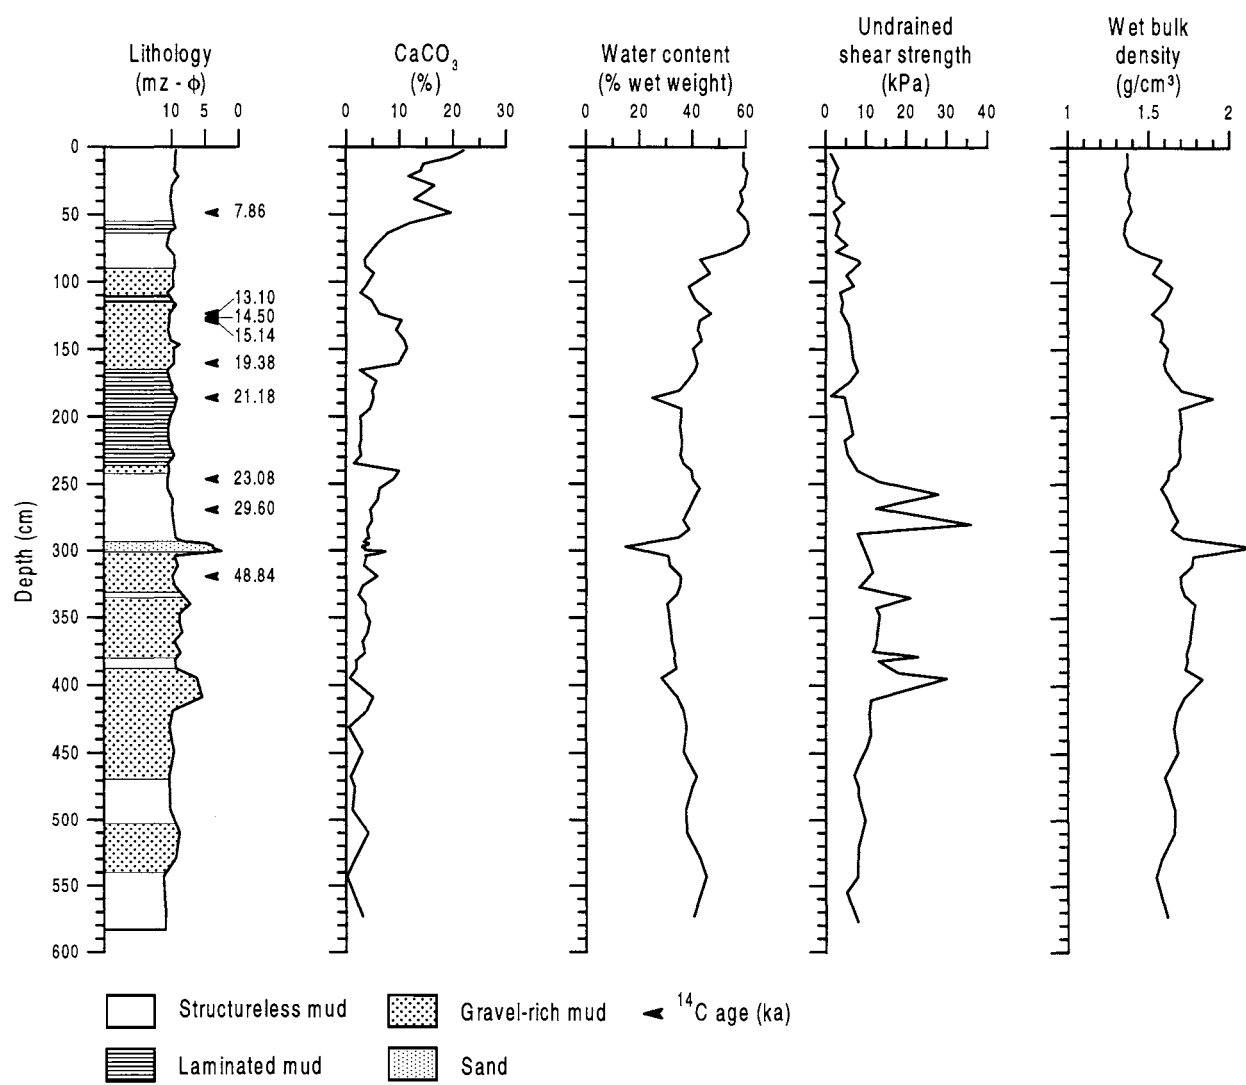 Lithology
(mz - ϕ)
10 5 0
CaCO₃
(%)
0 10 20 30
Water content
(% wet weight)
0 20 40 60
Undrained
shear strength
(kPa)
0 10 20 30 40
Wet bulk
density
(g/cm³)
1 1.5 2
Depth (cm)
0
50
100
150
200
250
300
350
400
450
500
550
600
7.86
13.10
14.50
15.14
19.38
21.18
23.08
29.60
48.84
Structureless mud
Gravel-rich mud
¹⁴C age (ka)
Laminated mud
Sand